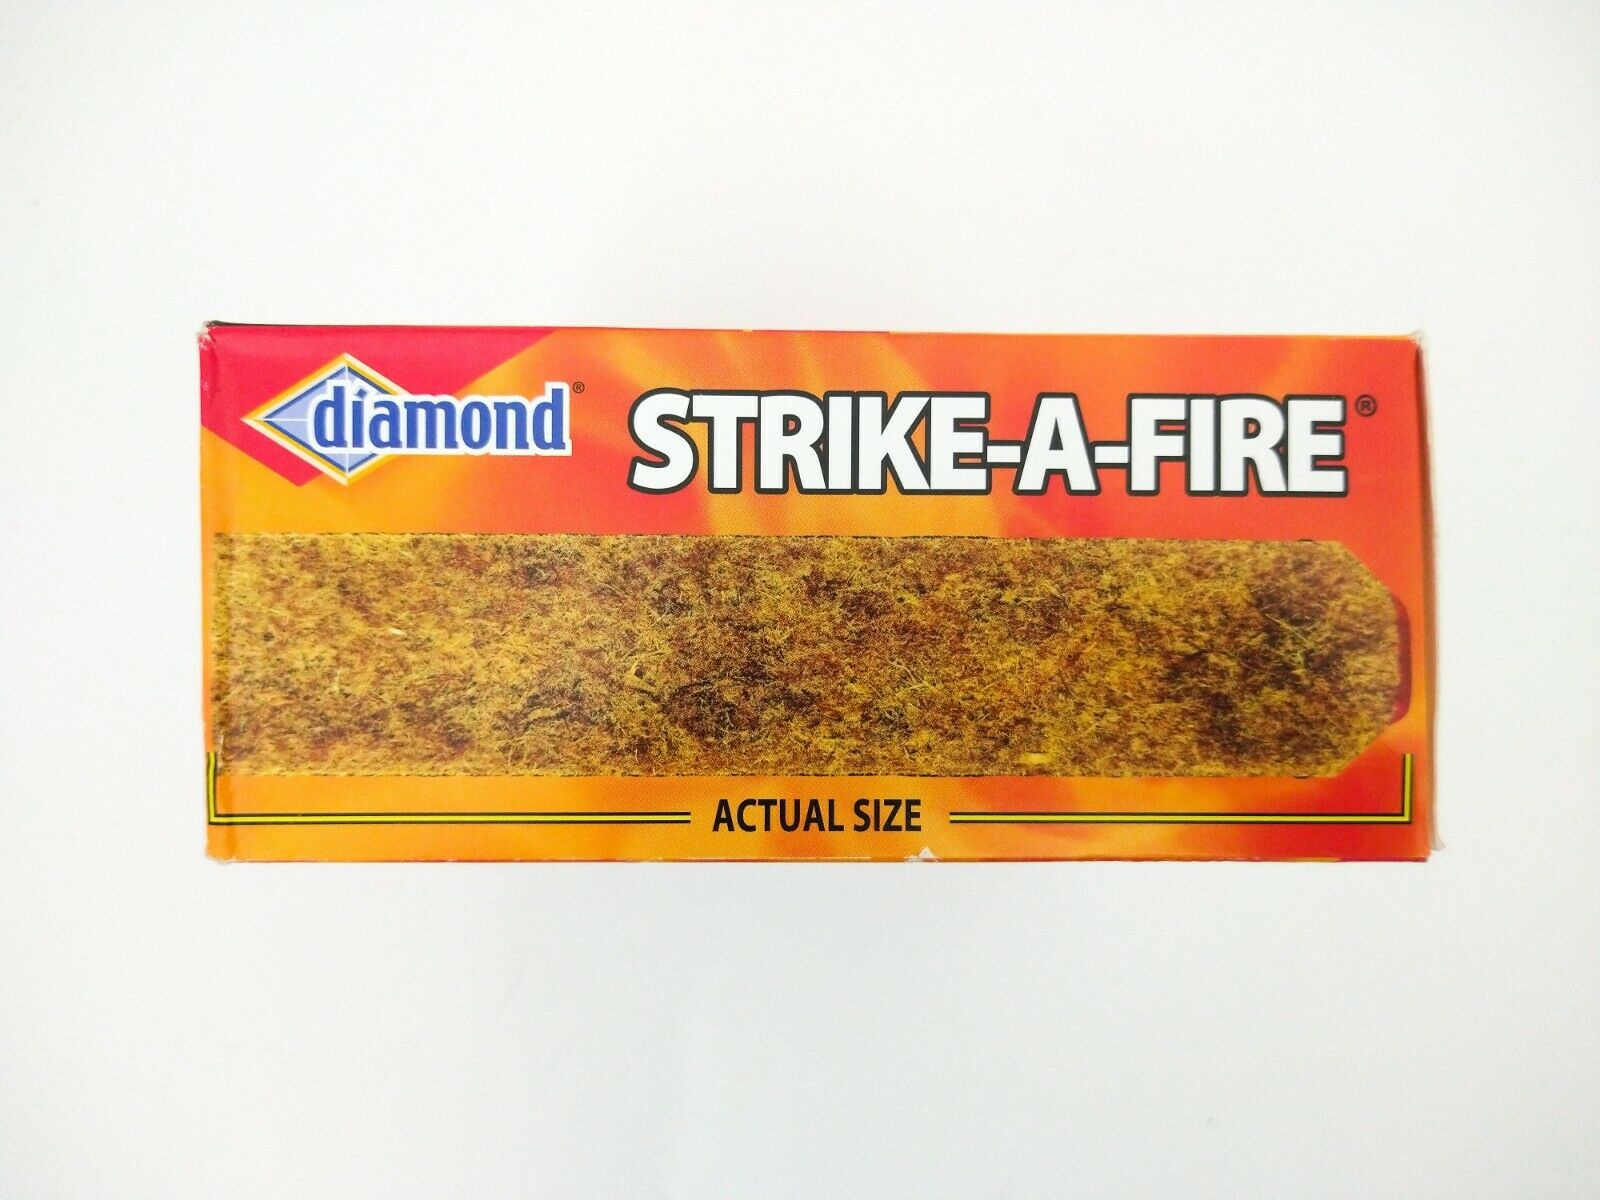 diamond®
STRIKE-A-FIRE®
ACTUAL SIZE